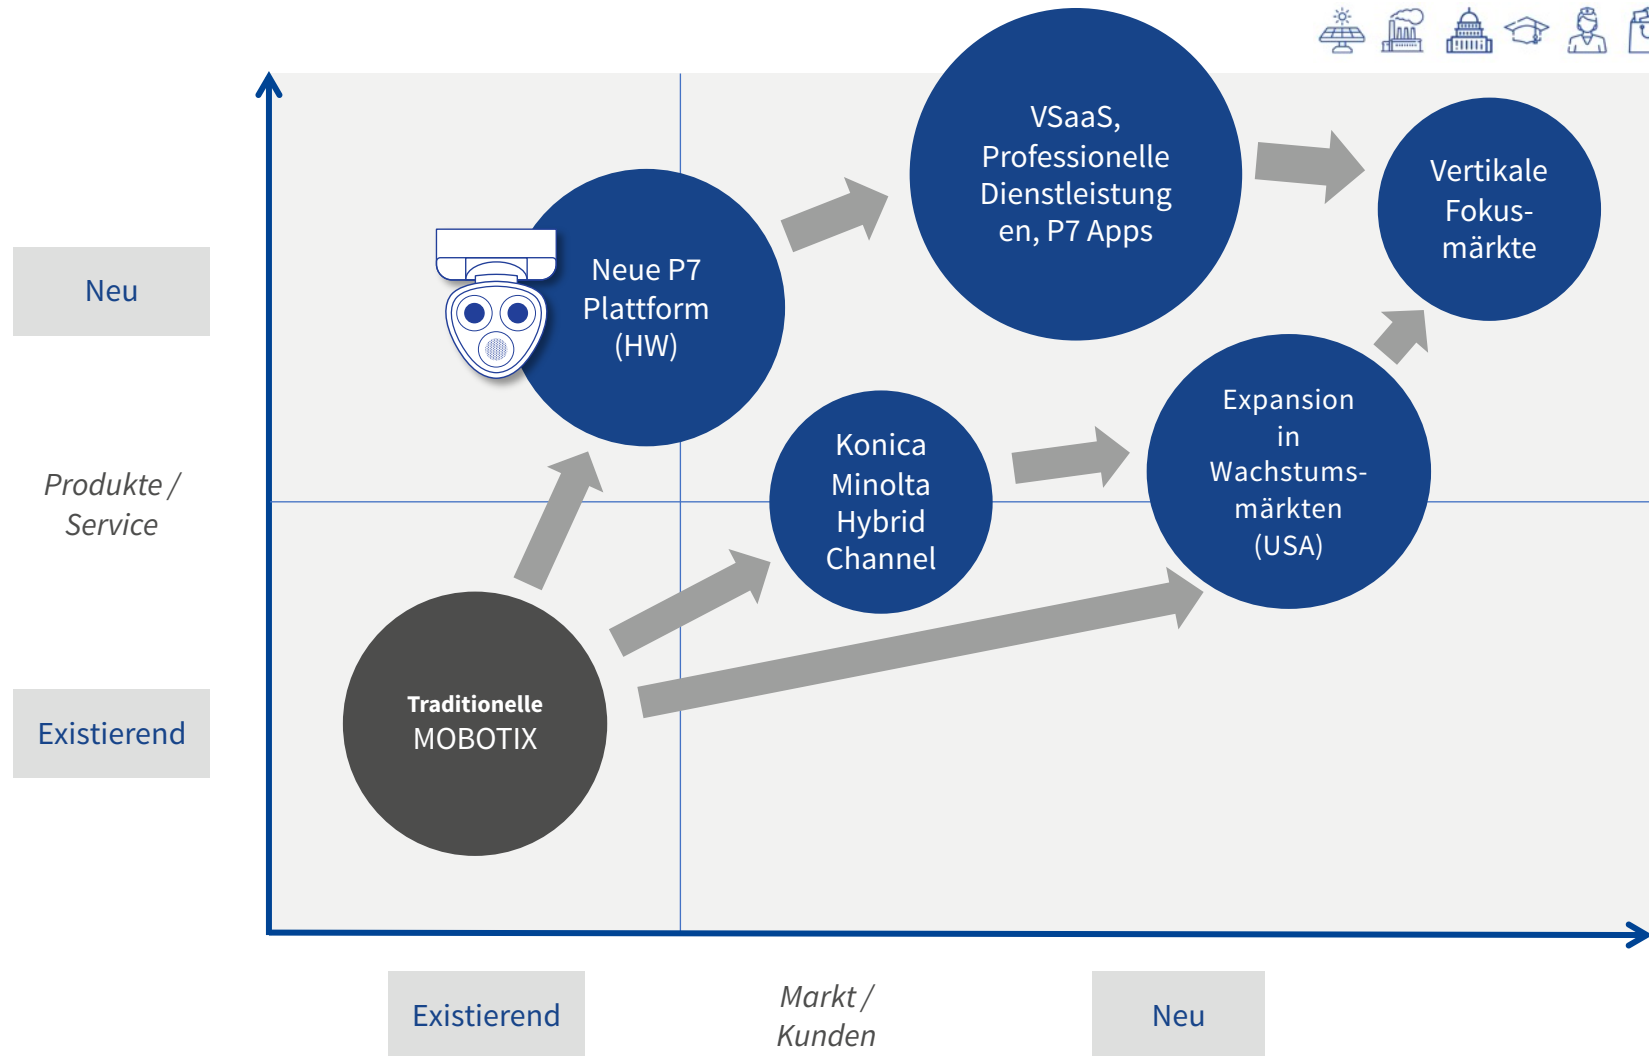 VSaaS,
Professionelle
Dienstleistung
en, P7 Apps
Vertikale
Fokus-
märkte
Neue P7
Plattform
(HW)
Neu
Expansion
in
Wachstums-
märkten
(USA)
Konica
Minolta
Hybrid
Channel
Produkte /
Service
Traditionelle
MOBOTIX
Existierend
Existierend
Markt /
Kunden
Neu